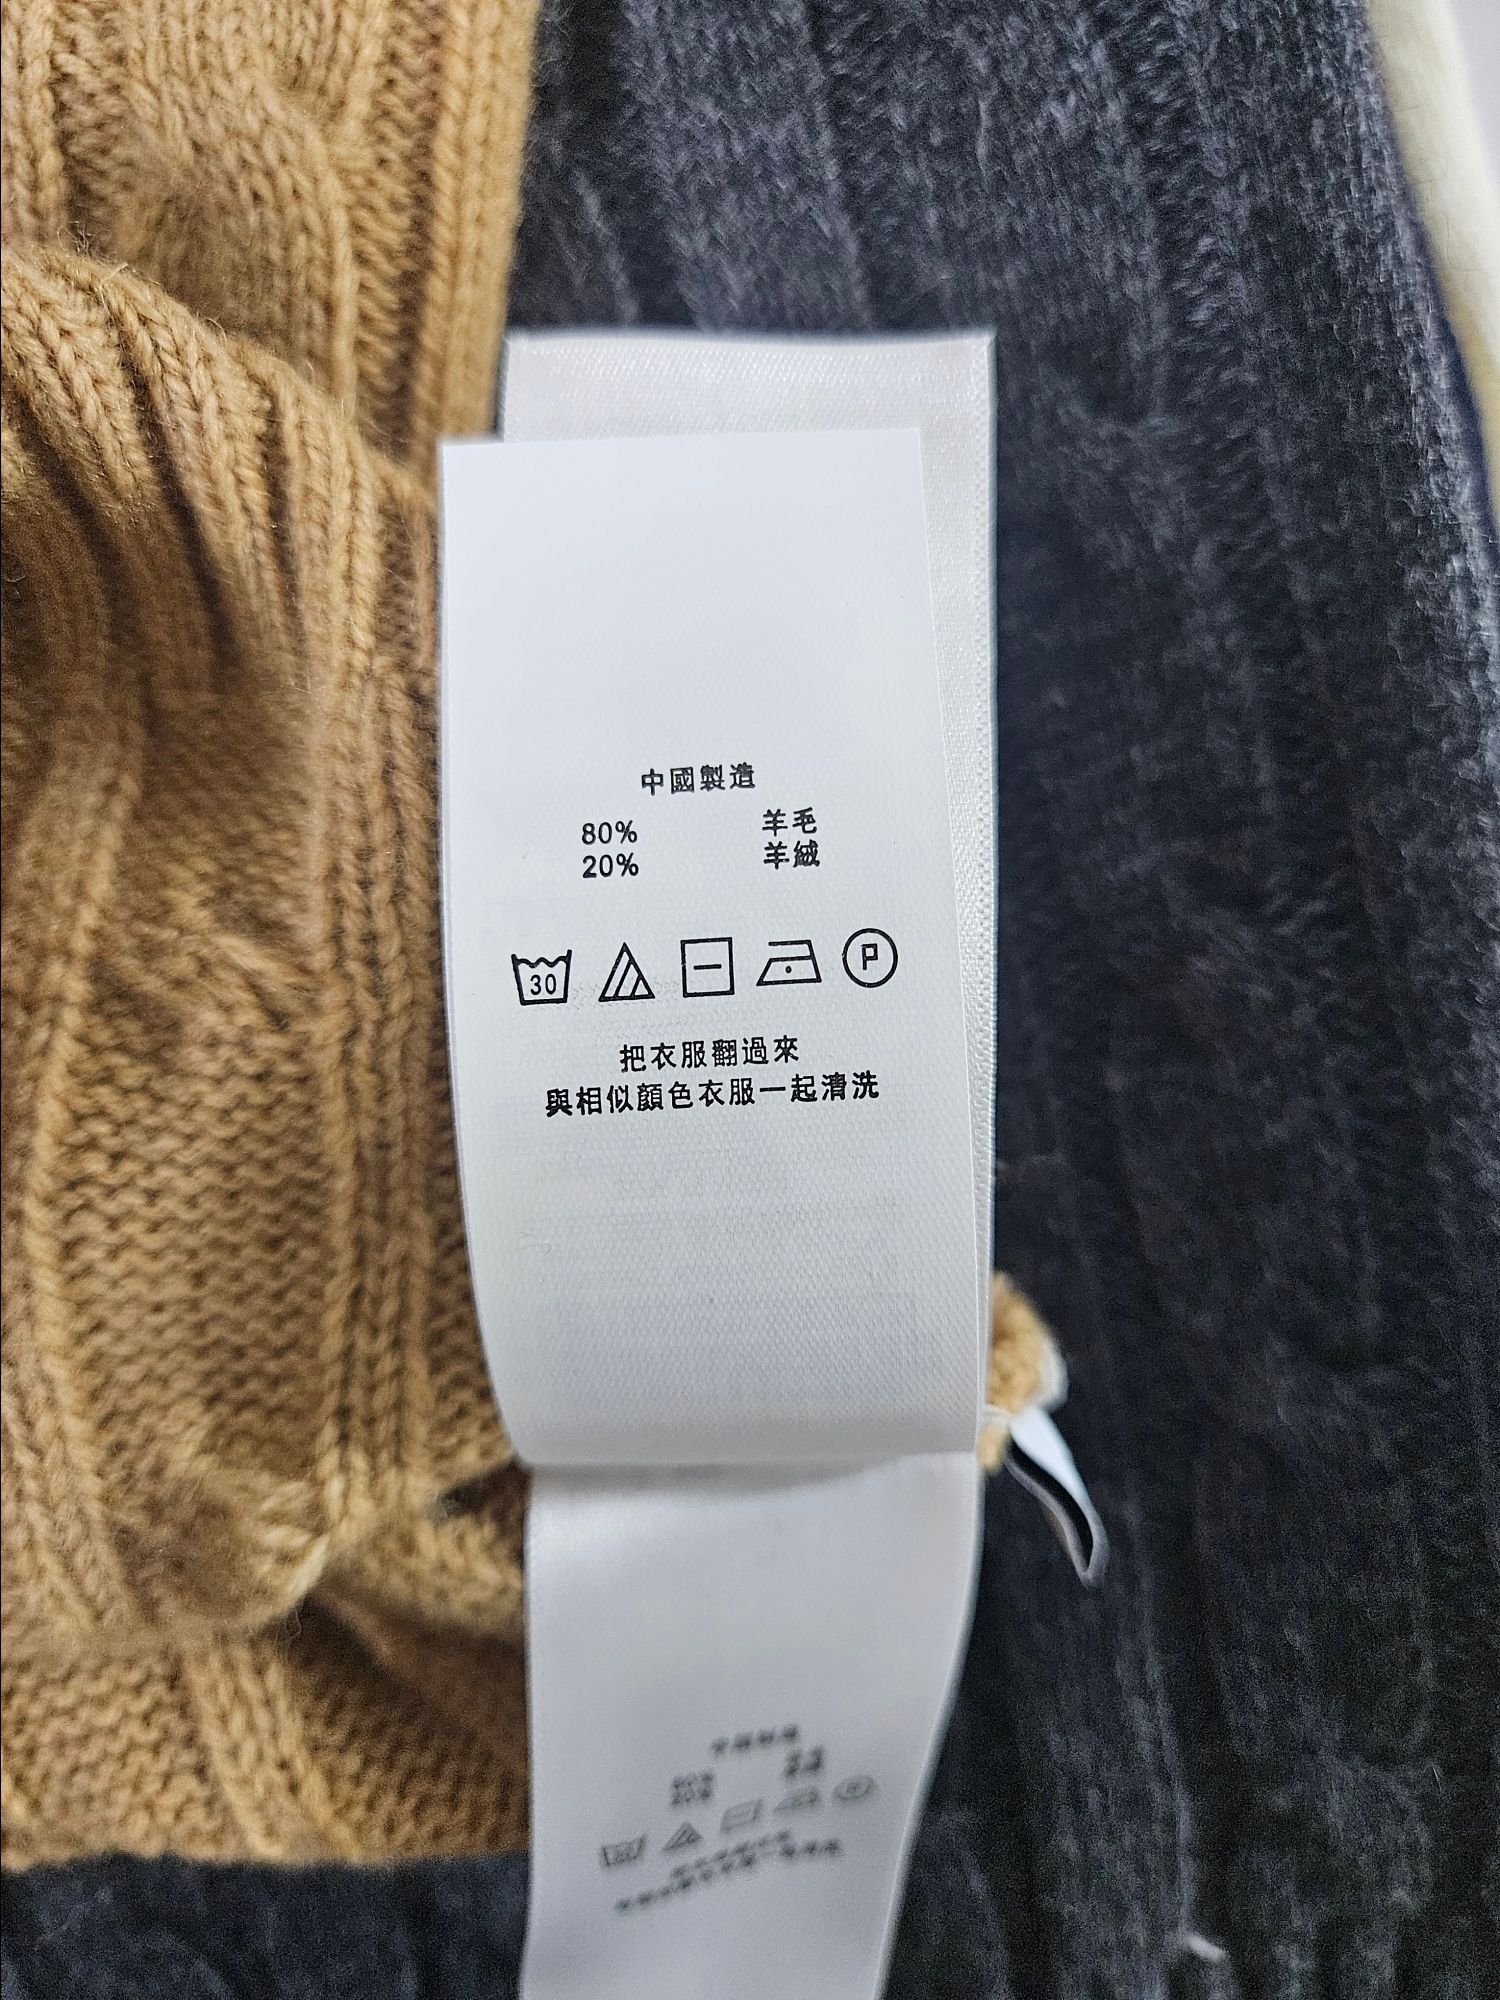 中國製造
80% 羊毛
20% 羊絨
30 P
把衣服翻過來
與相似顏色衣服一起清洗